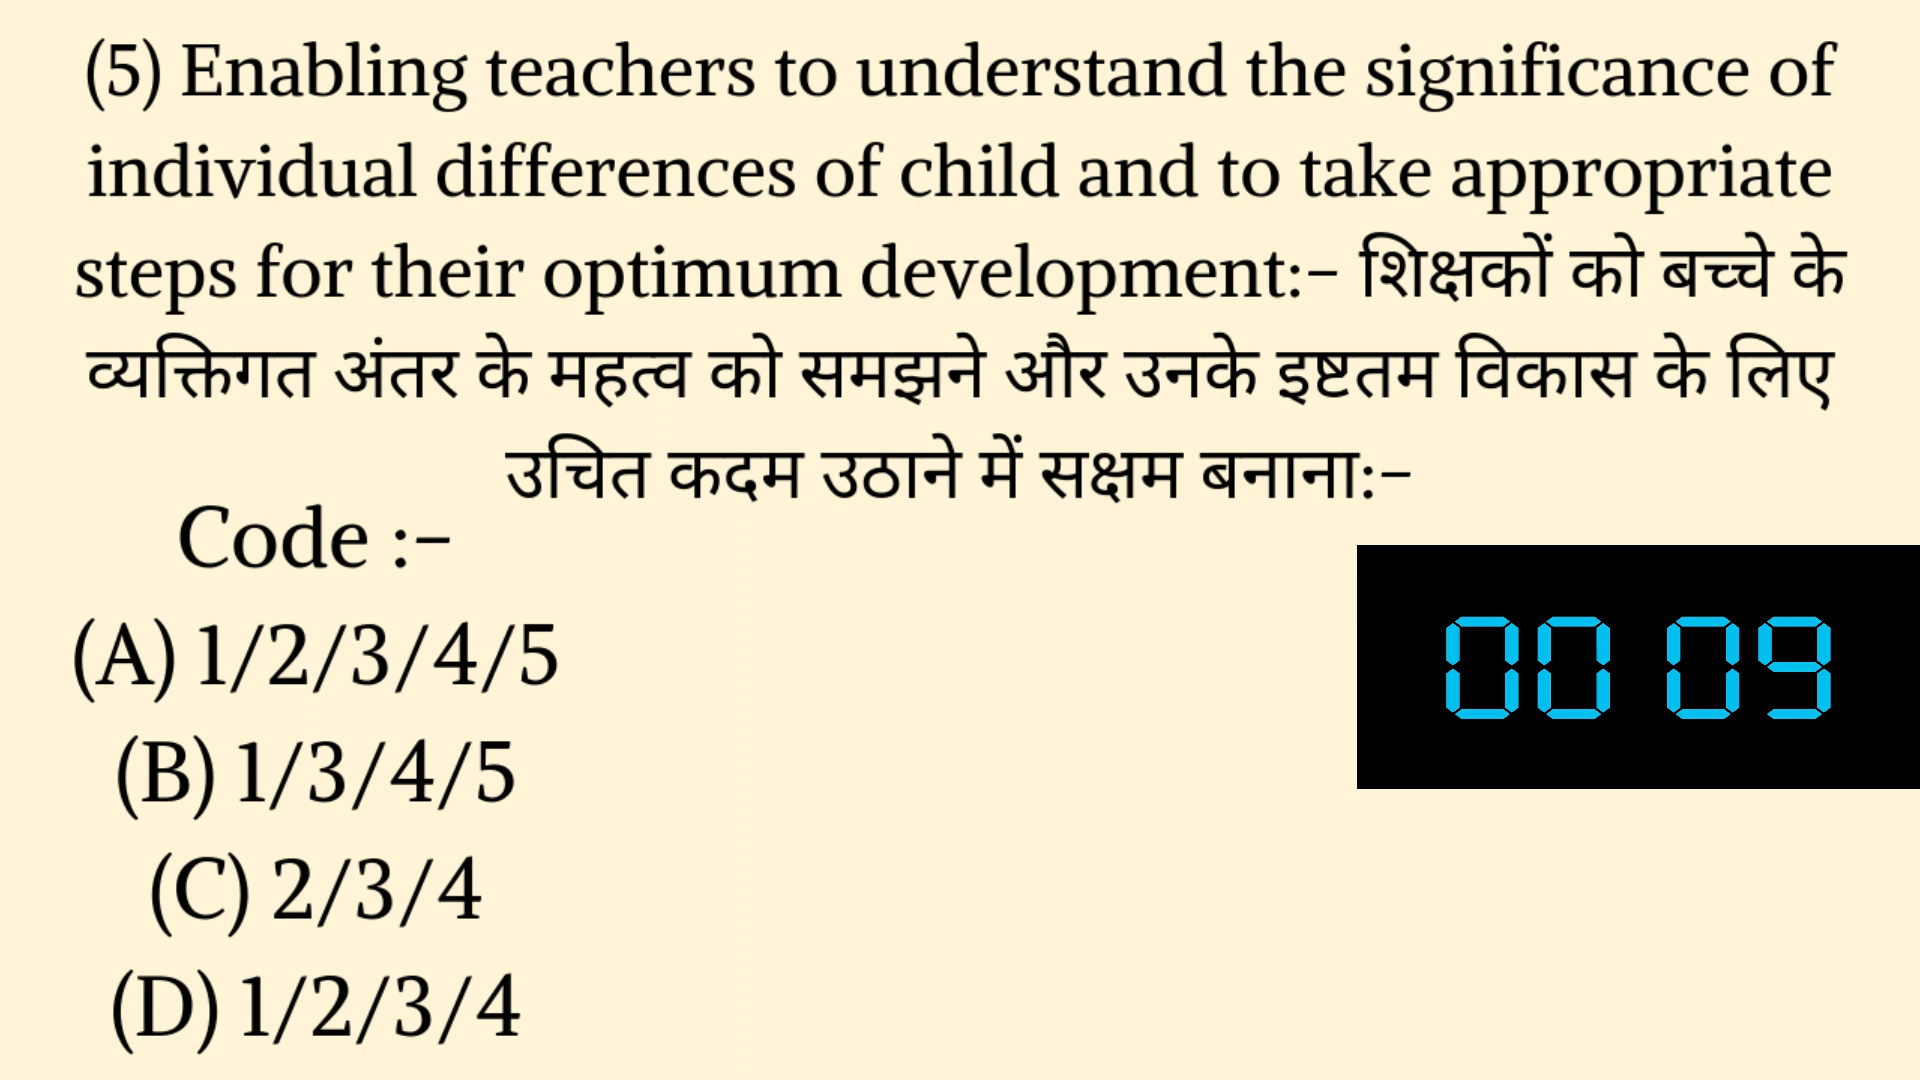 (5) Enabling teachers to understand the significance of
individual differences of child and to take appropriate
steps for their optimum development:– शिक्षकों को बच्चे के
व्यक्तिगत अंतर के महत्व को समझने और उनके इष्टतम विकास के लिए
उचित कदम उठाने में सक्षम बनाना:–
Code :–
(A) 1/2/3/4/5
(B) 1/3/4/5
(C) 2/3/4
(D) 1/2/3/4
00 09